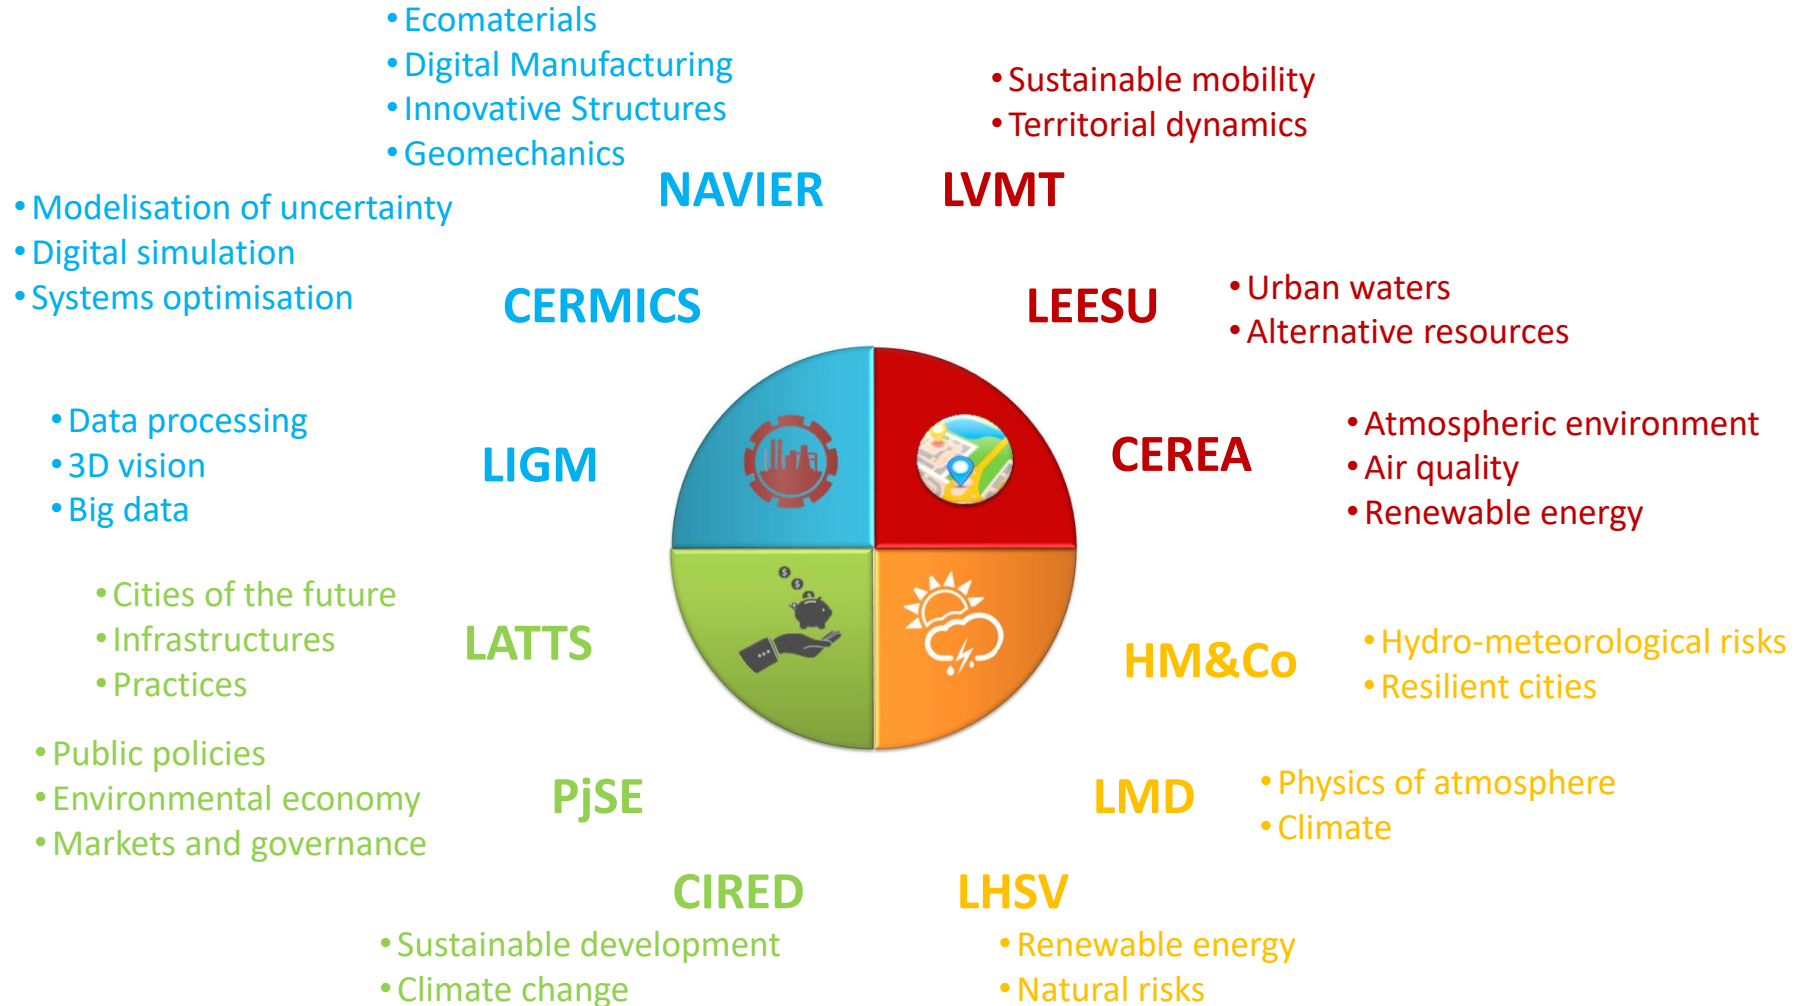 • Ecomaterials
• Digital Manufacturing
• Innovative Structures
• Geomechanics
NAVIER
• Sustainable mobility
• Territorial dynamics
LVMT
• Modelisation of uncertainty
• Digital simulation
• Systems optimisation
CERMICS
LEESU
• Urban waters
• Alternative resources
• Data processing
• 3D vision
• Big data
LIGM
CEREA
• Atmospheric environment
• Air quality
• Renewable energy
• Cities of the future
• Infrastructures
• Practices
LATTS
HM&Co
• Hydro-meteorological risks
• Resilient cities
• Public policies
• Environmental economy
• Markets and governance
PjSE
LMD
• Physics of atmosphere
• Climate
CIRED
• Sustainable development
• Climate change
LHSV
• Renewable energy
• Natural risks